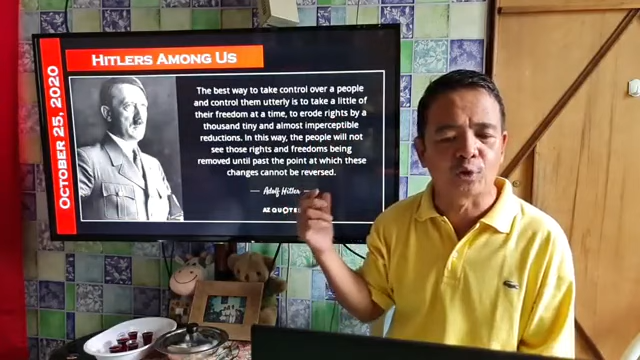 HITLERS AMONG US
OCTOBER 25, 2020
The best way to take control over a people
and control them utterly is to take a little of
their freedom at a time, to erode rights by a
thousand tiny and almost imperceptible
reductions. In this way, the people will not
see those rights and freedoms being
removed until past the point at which these
changes cannot be reversed.
— Adolf Hitler —
AZ QUOTES